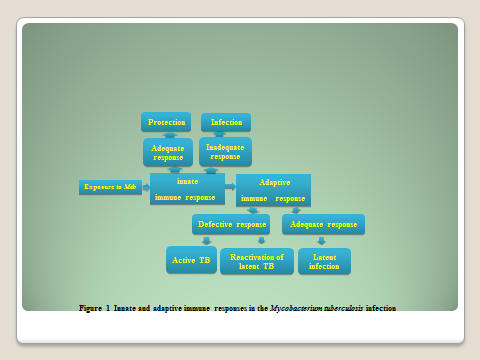 Protection
Infection
Adequate
response
Inadequate
response
Exposure to Mtb
innate
immune response
Adaptive
immune response
Defective response
Adequate response
Active TB
Reactivation of
latent TB
Latent
infection
Figure 1 Innate and adaptive immune responses in the Mycobacterium tuberculosis infection